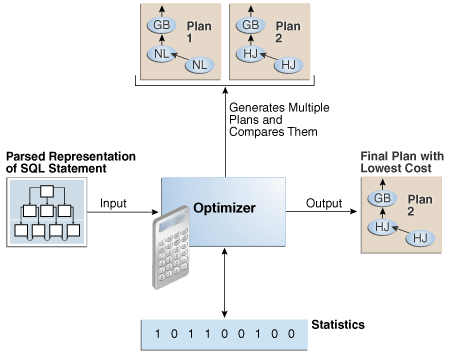 GB
Plan
1
NL
NL
GB
Plan
2
HJ
HJ
Generates Multiple
Plans and
Compares Them
Parsed Representation
of SQL Statement
Input
Optimizer
Output
Final Plan with
Lowest Cost
GB
Plan
2
HJ
HJ
Statistics
1 0 1 1 0 0 1 0 0